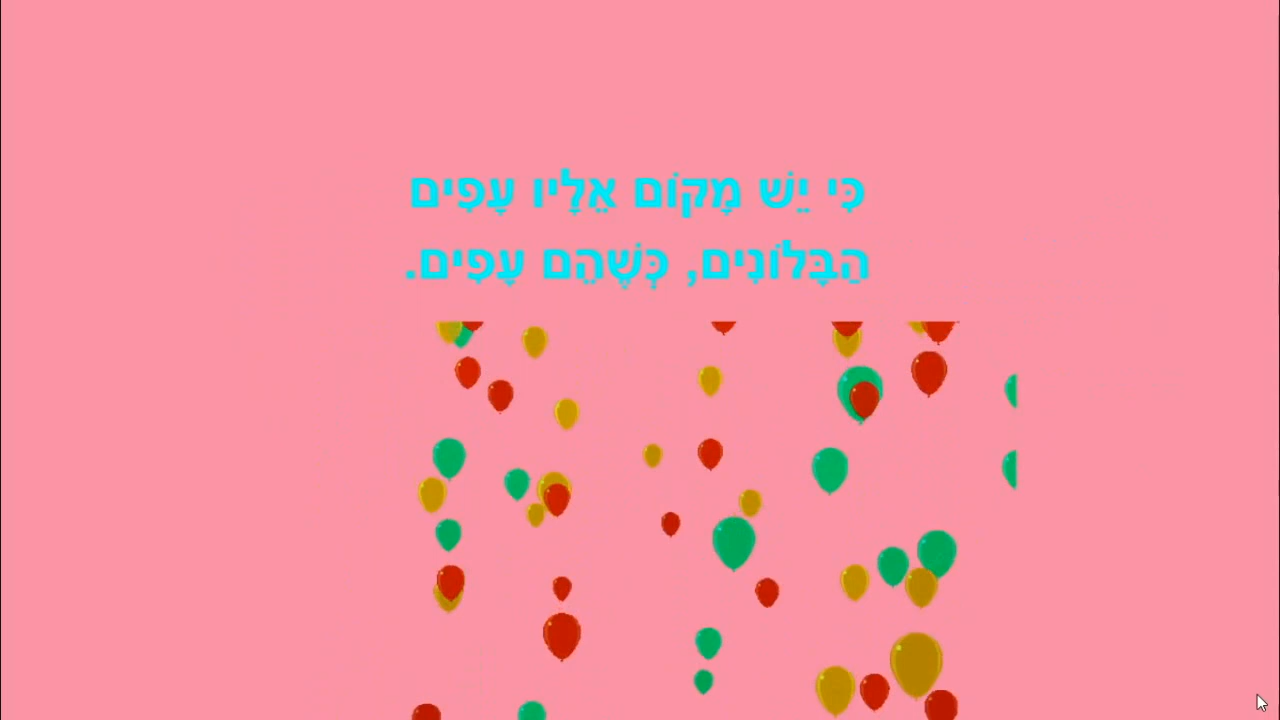 כִּי יֵשׁ מָקוֹם אֵלָיו עָפִים
הַבָּלוֹנִים, כְּשֶׁהֵם עָפִים.